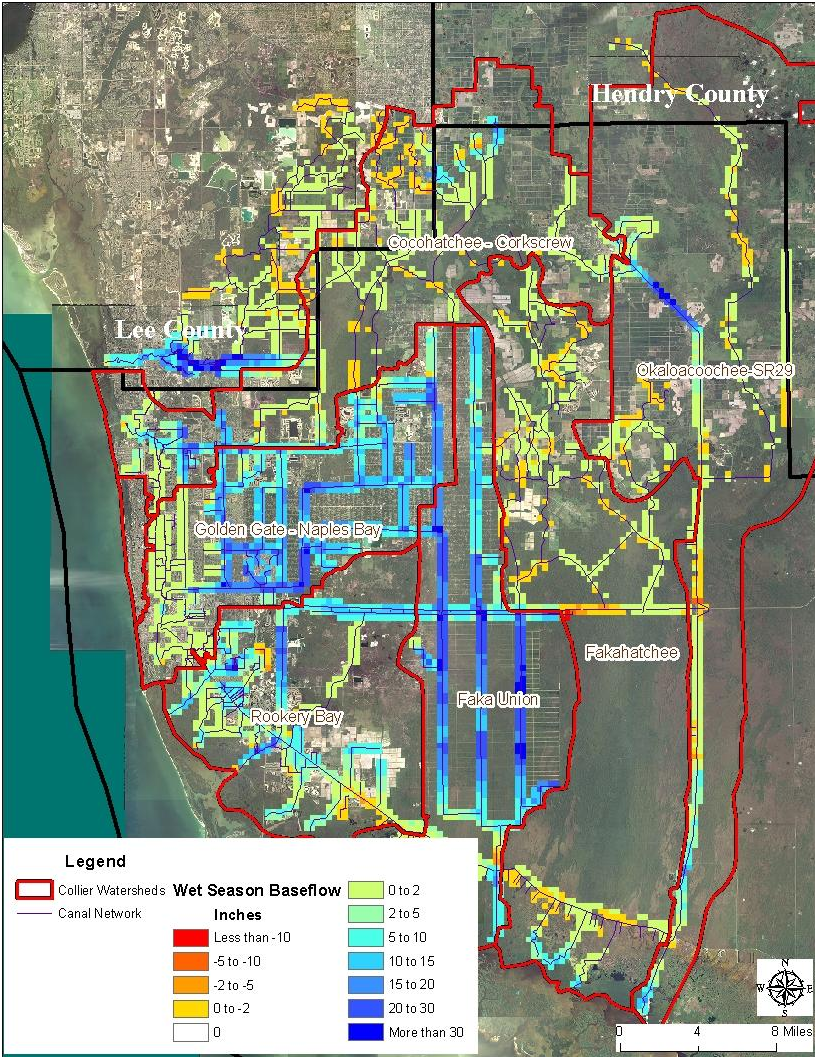 Hendry County
Cocohatchee - Corkscrew
Lee County
Okaloacoochee-SR29
Golden Gate - Naples Bay
Fakahatchee
Faka Union
Rookery Bay
Legend
Collier Watersheds
Canal Network
Wet Season Baseflow
Inches
Less than -10
-5 to -10
-2 to -5
0 to -2
0
0 to 2
2 to 5
5 to 10
10 to 15
15 to 20
20 to 30
More than 30
N
W E
S
0 4 8 Miles